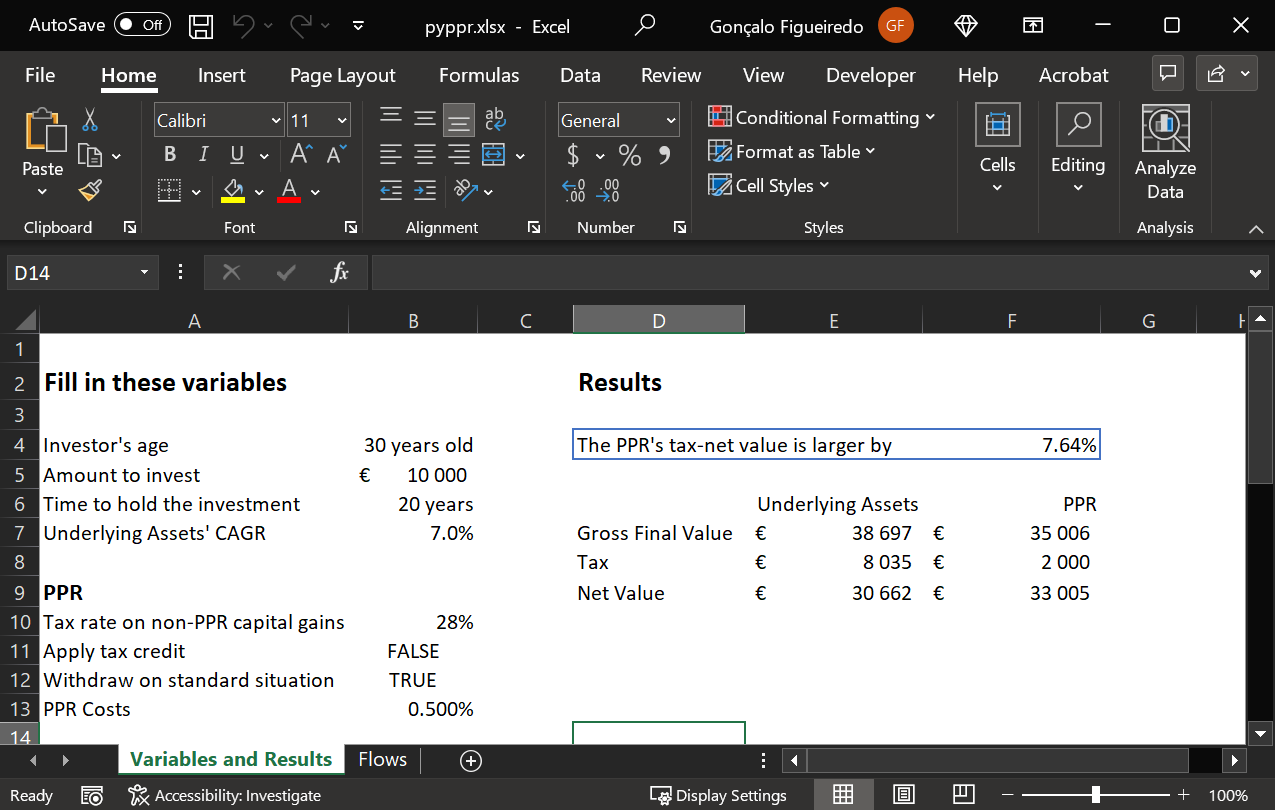 AutoSave Off pyppr.xlsx - Excel Gonçalo Figueiredo GF
File Home Insert Page Layout Formulas Data Review View Developer Help Acrobat
Paste
Clipboard
Calibri 11
B I U A A
A
Font
ab
c
Alignment
General
$ % 9
.00 .00
Number
Conditional Formatting
Format as Table
Cell Styles
Styles
Cells
Editing
Analyze
Data
Analysis
D14 fx
A B C D E F G H
1
2 Fill in these variables Results
3
4 Investor's age 30 years old The PPR's tax-net value is larger by 7.64%
5 Amount to invest € 10 000
6 Time to hold the investment 20 years Underlying Assets PPR
7 Underlying Assets' CAGR 7.0% Gross Final Value € 38 697 € 35 006
8 Tax € 8 035 € 2 000
9 PPR Net Value € 30 662 € 33 005
10 Tax rate on non-PPR capital gains 28%
11 Apply tax credit FALSE
12 Withdraw on standard situation TRUE
13 PPR Costs 0.500%
14
Variables and Results Flows
Ready Accessibility: Investigate Display Settings 100%